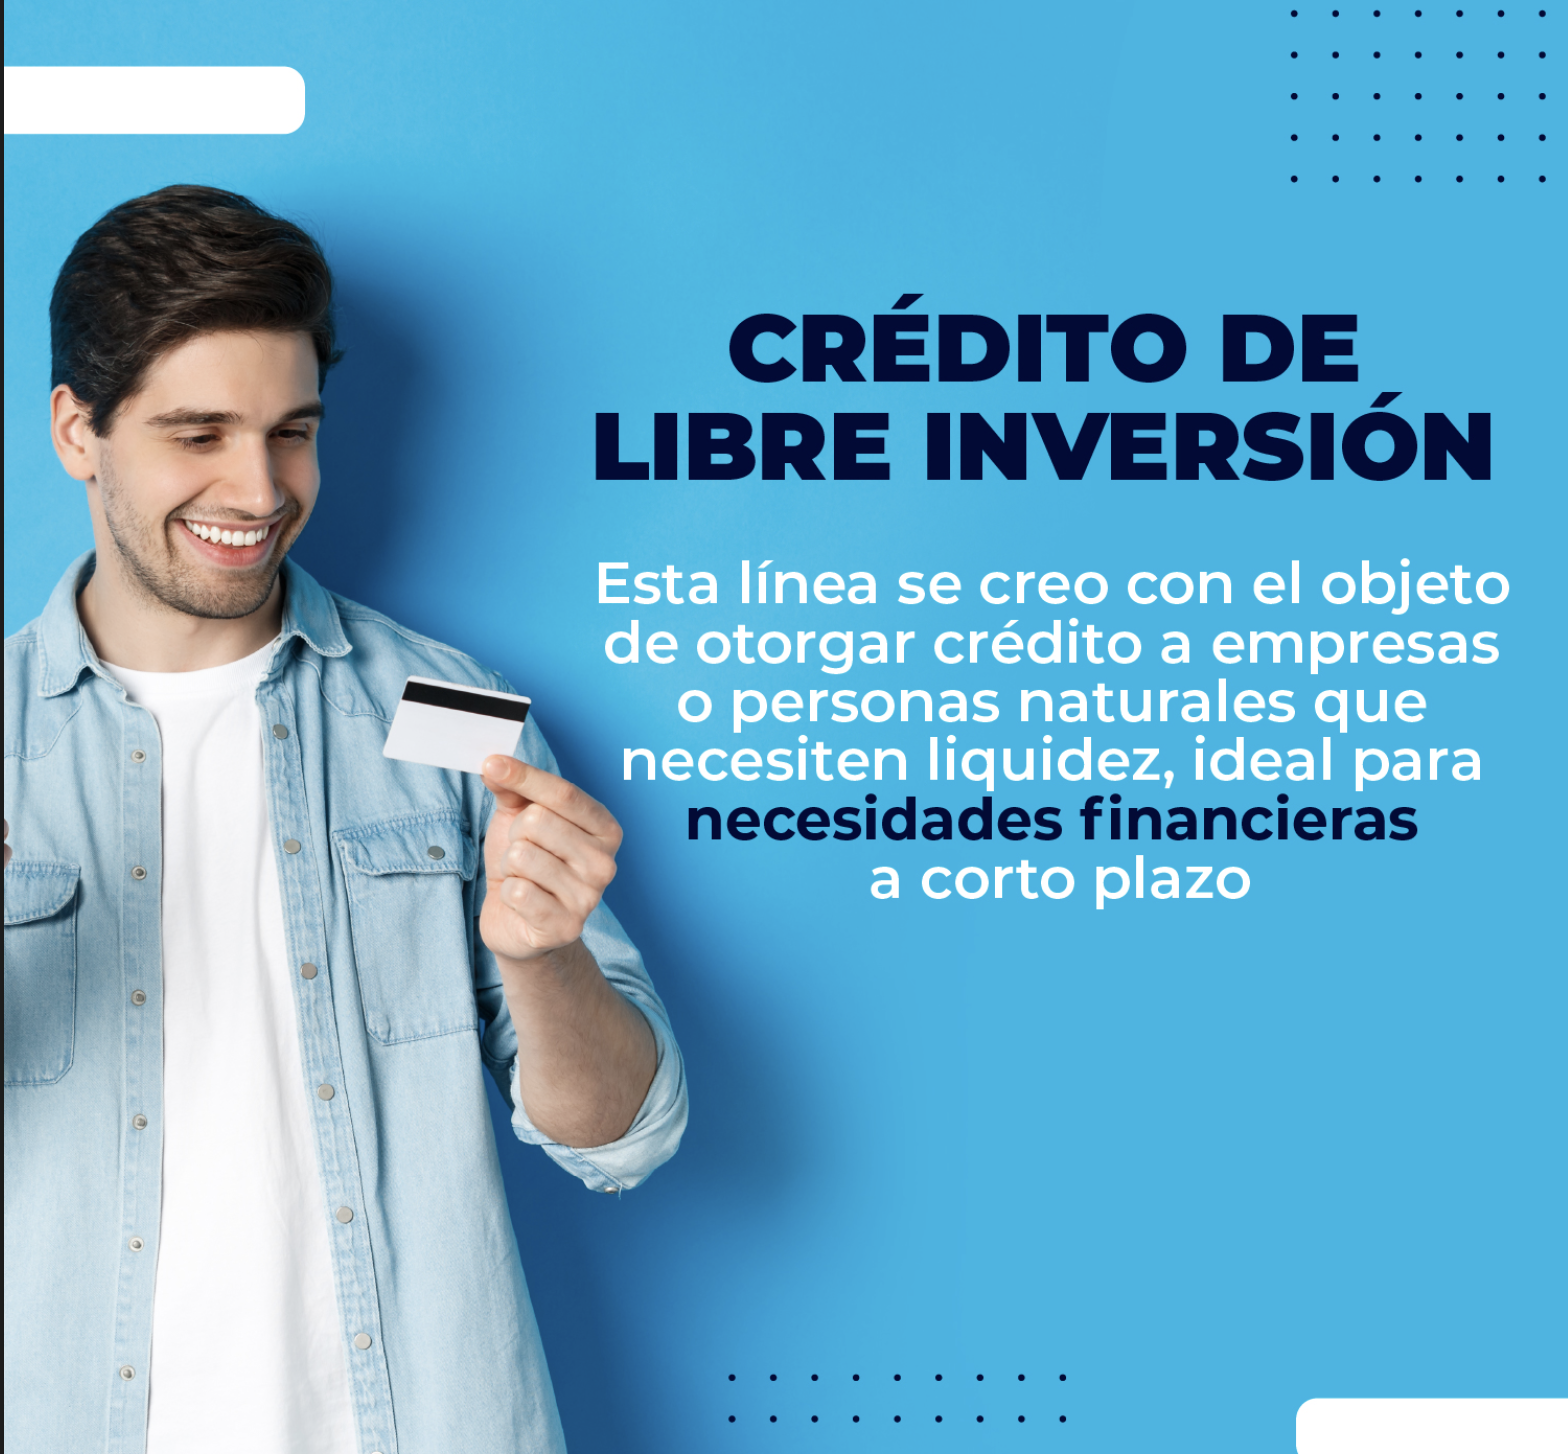 CRÉDITO DE
LIBRE INVERSIÓN
Esta línea se creo con el objeto
de otorgar crédito a empresas
o personas naturales que
necesiten liquidez, ideal para
necesidades financieras
a corto plazo